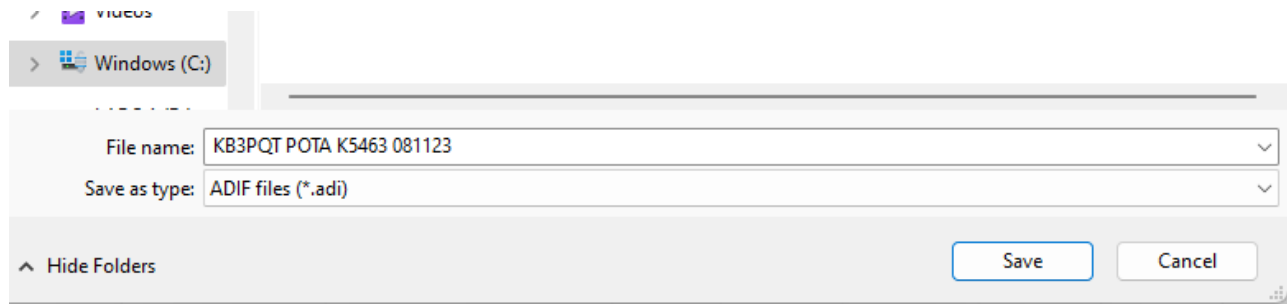 Videos
Windows (C:)
File name: KB3PQT POTA K5463 081123
Save as type: ADIF files (*.adi)
Hide Folders
Save Cancel